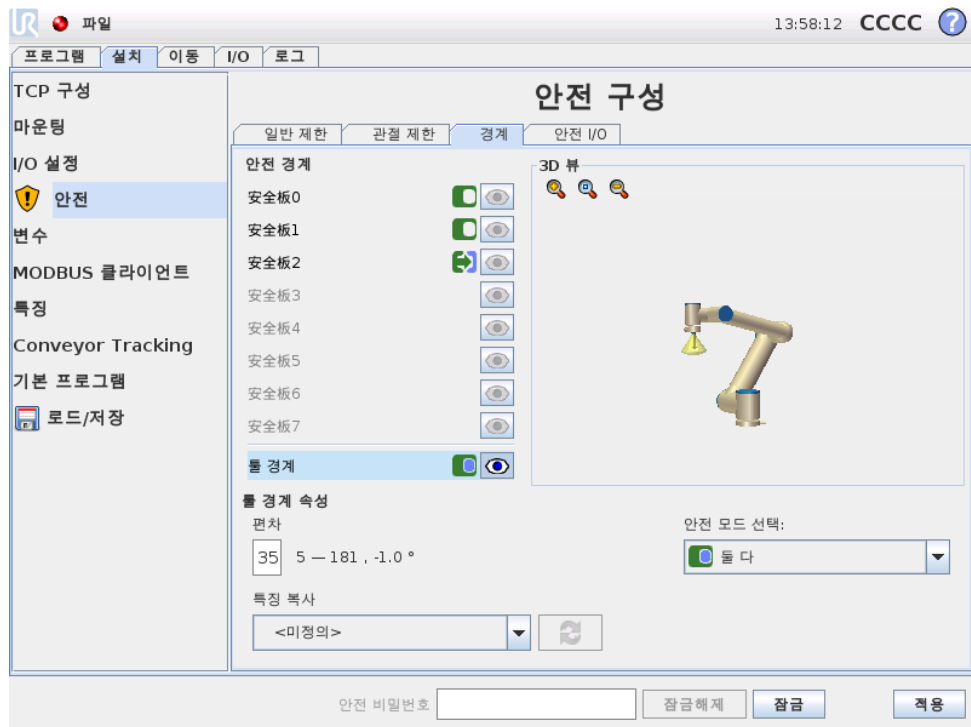 UR 파일 13:58:12 CCCC ?
프로그램 설치 이동 I/O 로그
TCP 구성
마운팅
I/O 설정
안전
변수
MODBUS 클라이언트
특징
Conveyor Tracking
기본 프로그램
로드/저장
안전 구성
일반 제한 관절 제한 경계 안전 I/O
안전 경계
安全板0
安全板1
安全板2
安全板3
安全板4
安全板5
安全板6
安全板7
툴 경계
3D 뷰
툴 경계 속성
편차
35 5 — 181 , -1.0 °
안전 모드 선택:
둘 다
특징 복사
<미정의>
안전 비밀번호 잠금해제 잠금 적용